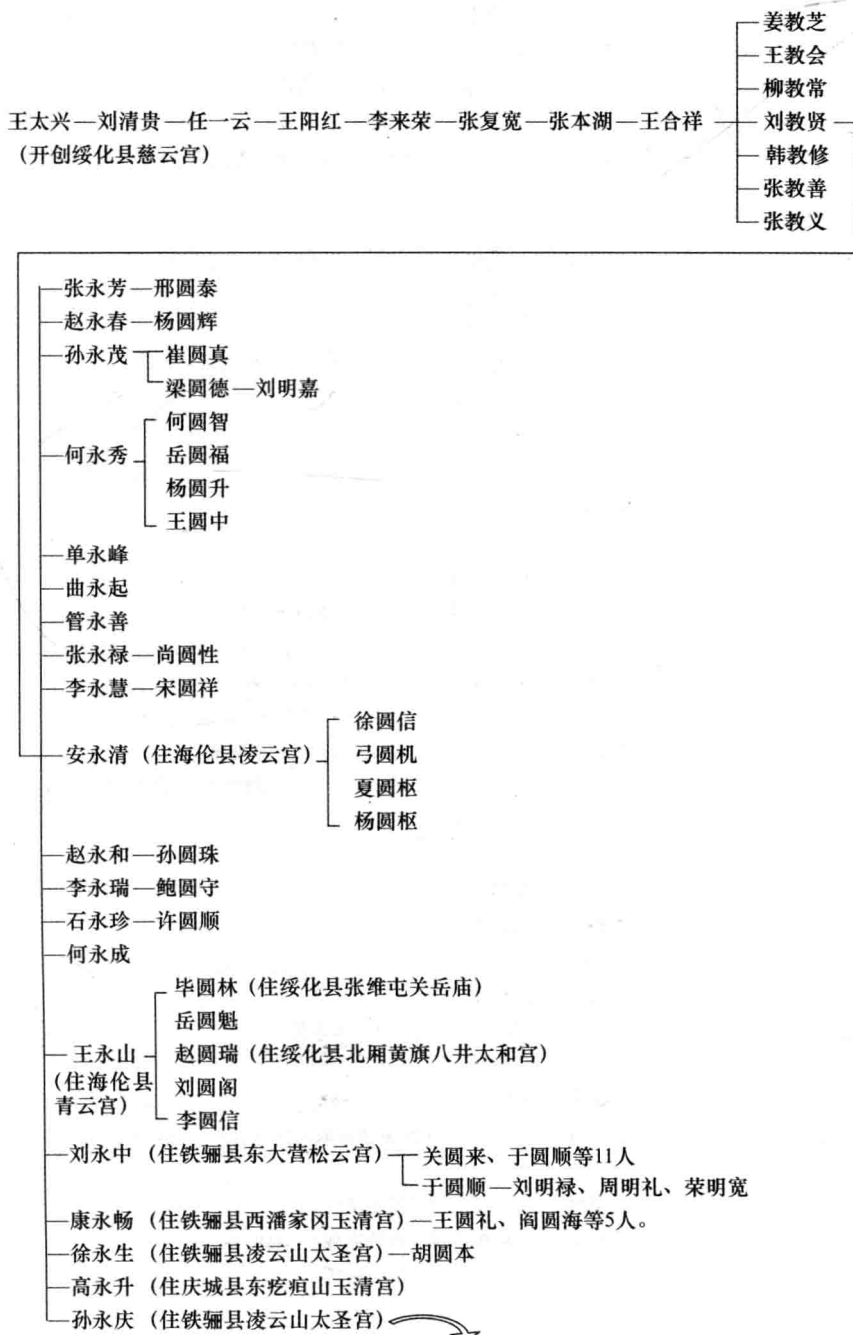 姜教芝
王教会
柳教常
王太兴—刘清贵—任一云—王阳红—李来荣—张复宽—张本湖—王合祥—刘教贤
(开创绥化县慈云宫)
韩教修
张教善
张教义
张永芳—邢圆泰
赵永春—杨圆辉
孙永茂—崔圆真
梁圆德—刘明嘉
何圆智
何永秀 岳圆福
杨圆升
王圆中
单永峰
曲永起
管永善
张永禄—尚圆性
李永慧—宋圆祥
徐圆信
安永清(住海伦县凌云宫) 弓圆机
夏圆枢
杨圆枢
赵永和—孙圆珠
李永瑞—鲍圆守
石永珍—许圆顺
何永成
毕圆林(住绥化县张维屯关岳庙)
岳圆魁
王永山 赵圆瑞(住绥化县北厢黄旗八井太和宫)
(住海伦县 刘圆阁
青云宫)
李圆信
刘永中(住铁骊县东大营松云宫)—关圆来、于圆顺等11人
于圆顺—刘明禄、周明礼、荣明宽
康永畅(住铁骊县西潘家冈玉清宫)—王圆礼、阎圆海等5人。
徐永生(住铁骊县凌云山太圣宫)—胡圆本
高永升(住庆城县东疙疸山玉清宫)
孙永庆(住铁骊县凌云山太圣宫)